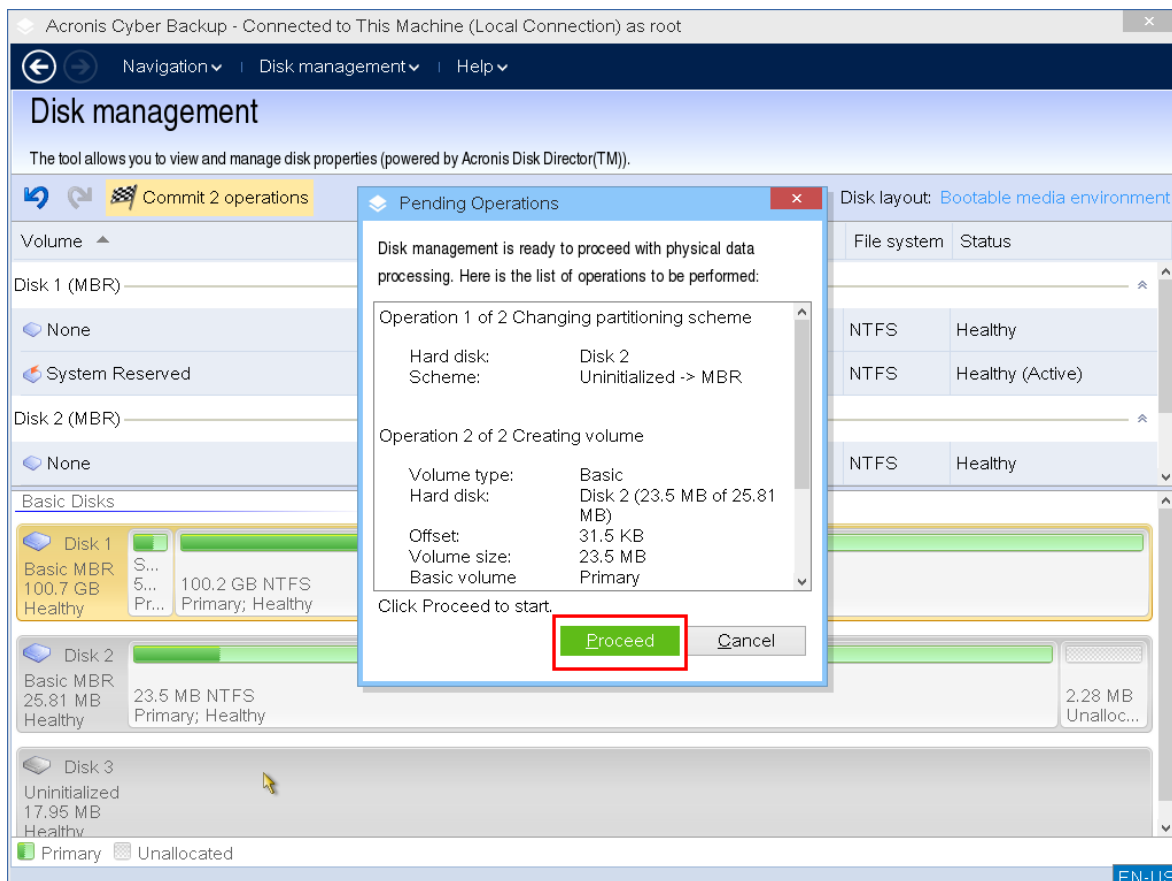 Acronis Cyber Backup - Connected to This Machine (Local Connection) as root
Navigation Disk management Help
Disk management
The tool allows you to view and manage disk properties (powered by Acronis Disk Director(TM)).
Commit 2 operations
Disk layout: Bootable media environment
Volume File system Status
Disk 1 (MBR)
None NTFS Healthy
System Reserved NTFS Healthy (Active)
Disk 2 (MBR)
None NTFS Healthy
Pending Operations
Disk management is ready to proceed with physical data
processing. Here is the list of operations to be performed:
Operation 1 of 2 Changing partitioning scheme
Hard disk: Disk 2
Scheme: Uninitialized -> MBR
Operation 2 of 2 Creating volume
Volume type: Basic
Hard disk: Disk 2 (23.5 MB of 25.81
MB)
Offset: 31.5 KB
Volume size: 23.5 MB
Basic volume Primary
Click Proceed to start.
Proceed Cancel
Basic Disks
Disk 1
Basic MBR
100.7 GB
Healthy
S...
5...
Pr...
100.2 GB NTFS
Primary; Healthy
Disk 2
Basic MBR
25.81 MB
Healthy
23.5 MB NTFS
Primary; Healthy
2.28 MB
Unalloc...
Disk 3
Uninitialized
17.95 MB
Healthy
Primary Unallocated
EN-US